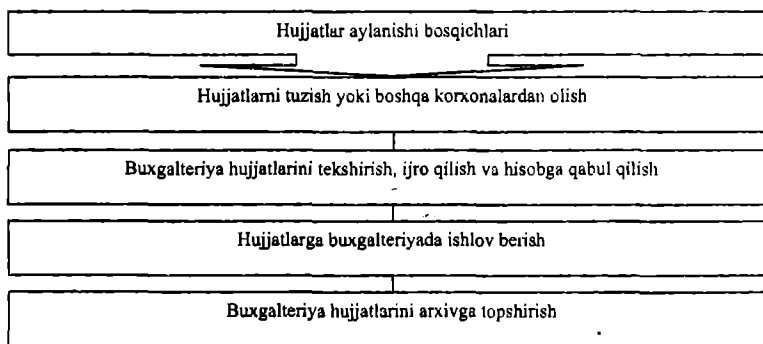 Hujjatlar aylanishi bosqichlari
Hujjatlarni tuzish yoki boshqa korxonalardan olish
Buxgalteriya hujjatlarini tekshirish, ijro qilish va hisobga qabul qilish
Hujjatlarga buxgalteriyada ishlov berish
Buxgalteriya hujjatlarini arxivga topshirish